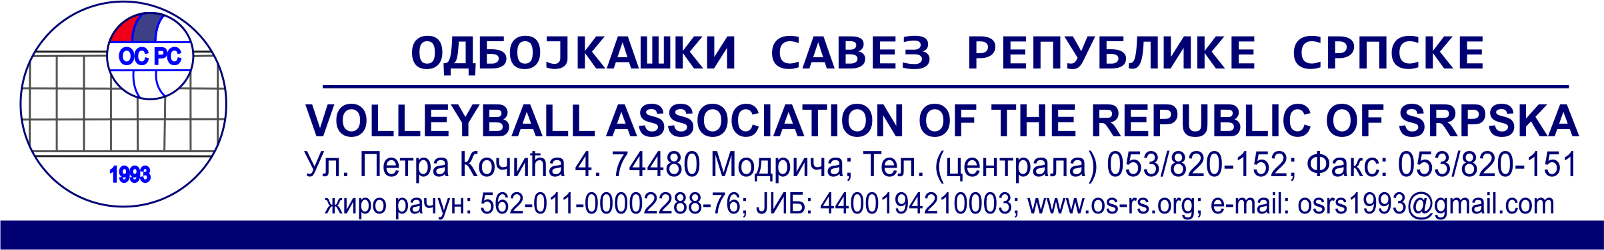 ОС РС
1993
ОДБОЈКАШКИ САВЕЗ РЕПУБЛИКЕ СРПСКЕ
VOLLEYBALL ASSOCIATION OF THE REPUBLIC OF SRPSKA
Ул. Петра Кочића 4. 74480 Модрича; Тел. (централа) 053/820-152; Факс: 053/820-151
жиро рачун: 562-011-00002288-76; ЈИБ: 4400194210003; www.os-rs.org; e-mail: osrs1993@gmail.com